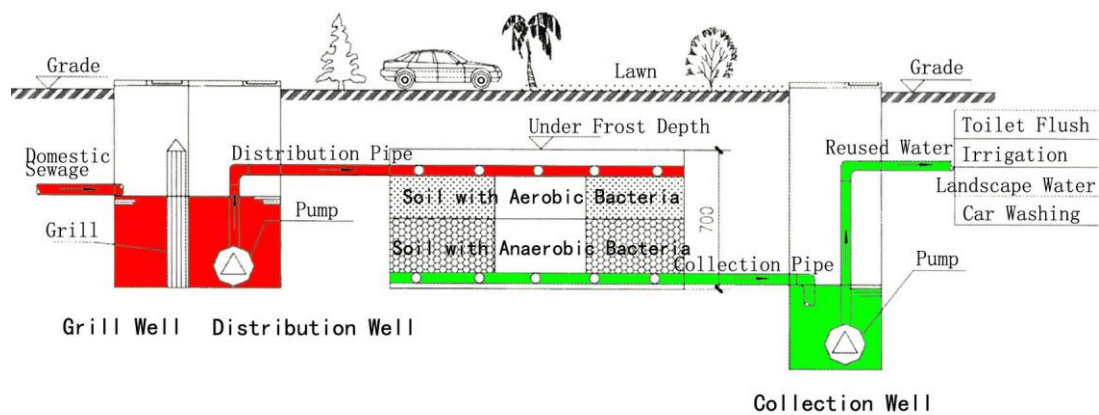 Grade
Lawn
Grade
Under Frost Depth
Toilet Flush
Domestic
Sewage
Distribution Pipe
Reused Water
Irrigation
Soil with Aerobic Bacteria
Landscape Water
Pump
Car Washing
Grill
Soil with Anaerobic Bacteria
700
Collection Pipe
Pump
Grill Well
Distribution Well
Collection Well